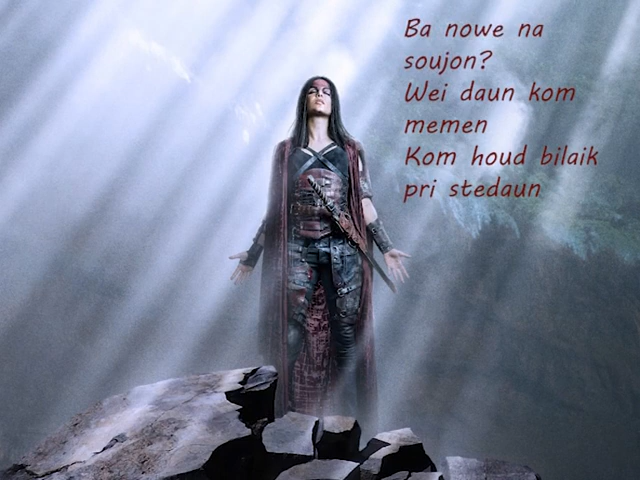 Ba nowe na
soujon?
Wei daun kom
memen
Kom houd bilaik
pri stedaun